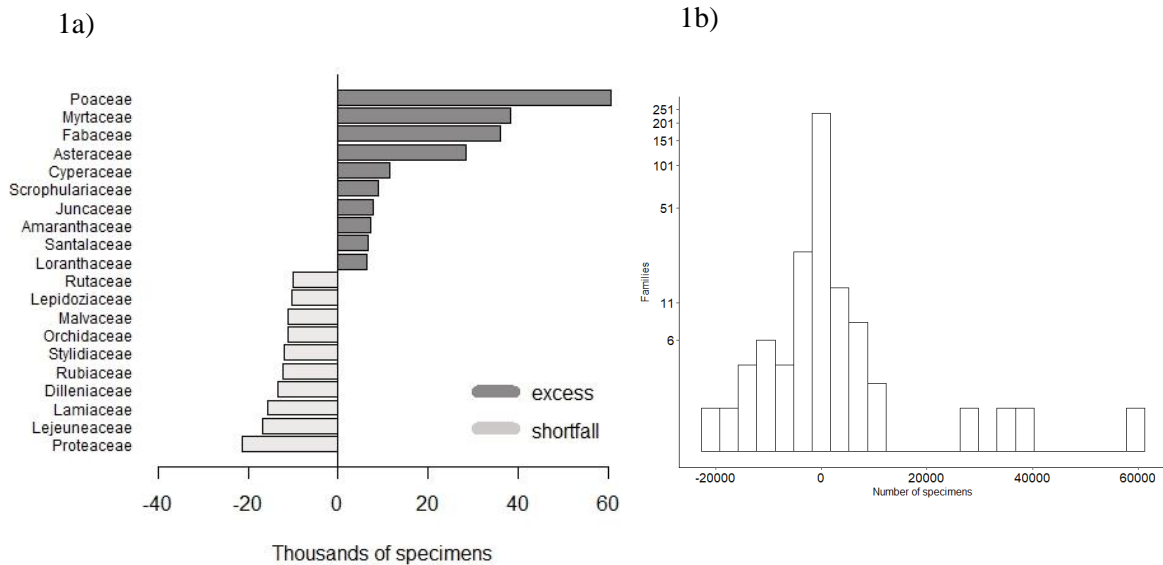 1a)
Poaceae
Myrtaceae
Fabaceae
Asteraceae
Cyperaceae
Scrophulariaceae
Juncaceae
Amaranthaceae
Santalaceae
Loranthaceae
Rutaceae
Lepidoziaceae
Malvaceae
Orchidaceae
Stylidiaceae
Rubiaceae
Dilleniaceae
Lamiaceae
Lejeuneaceae
Proteaceae
excess
shortfall
-40 -20 0 20 40 60
Thousands of specimens
1b)
251
201
151
101
51
11
6
Families
-20000 0 20000 40000 60000
Number of specimens